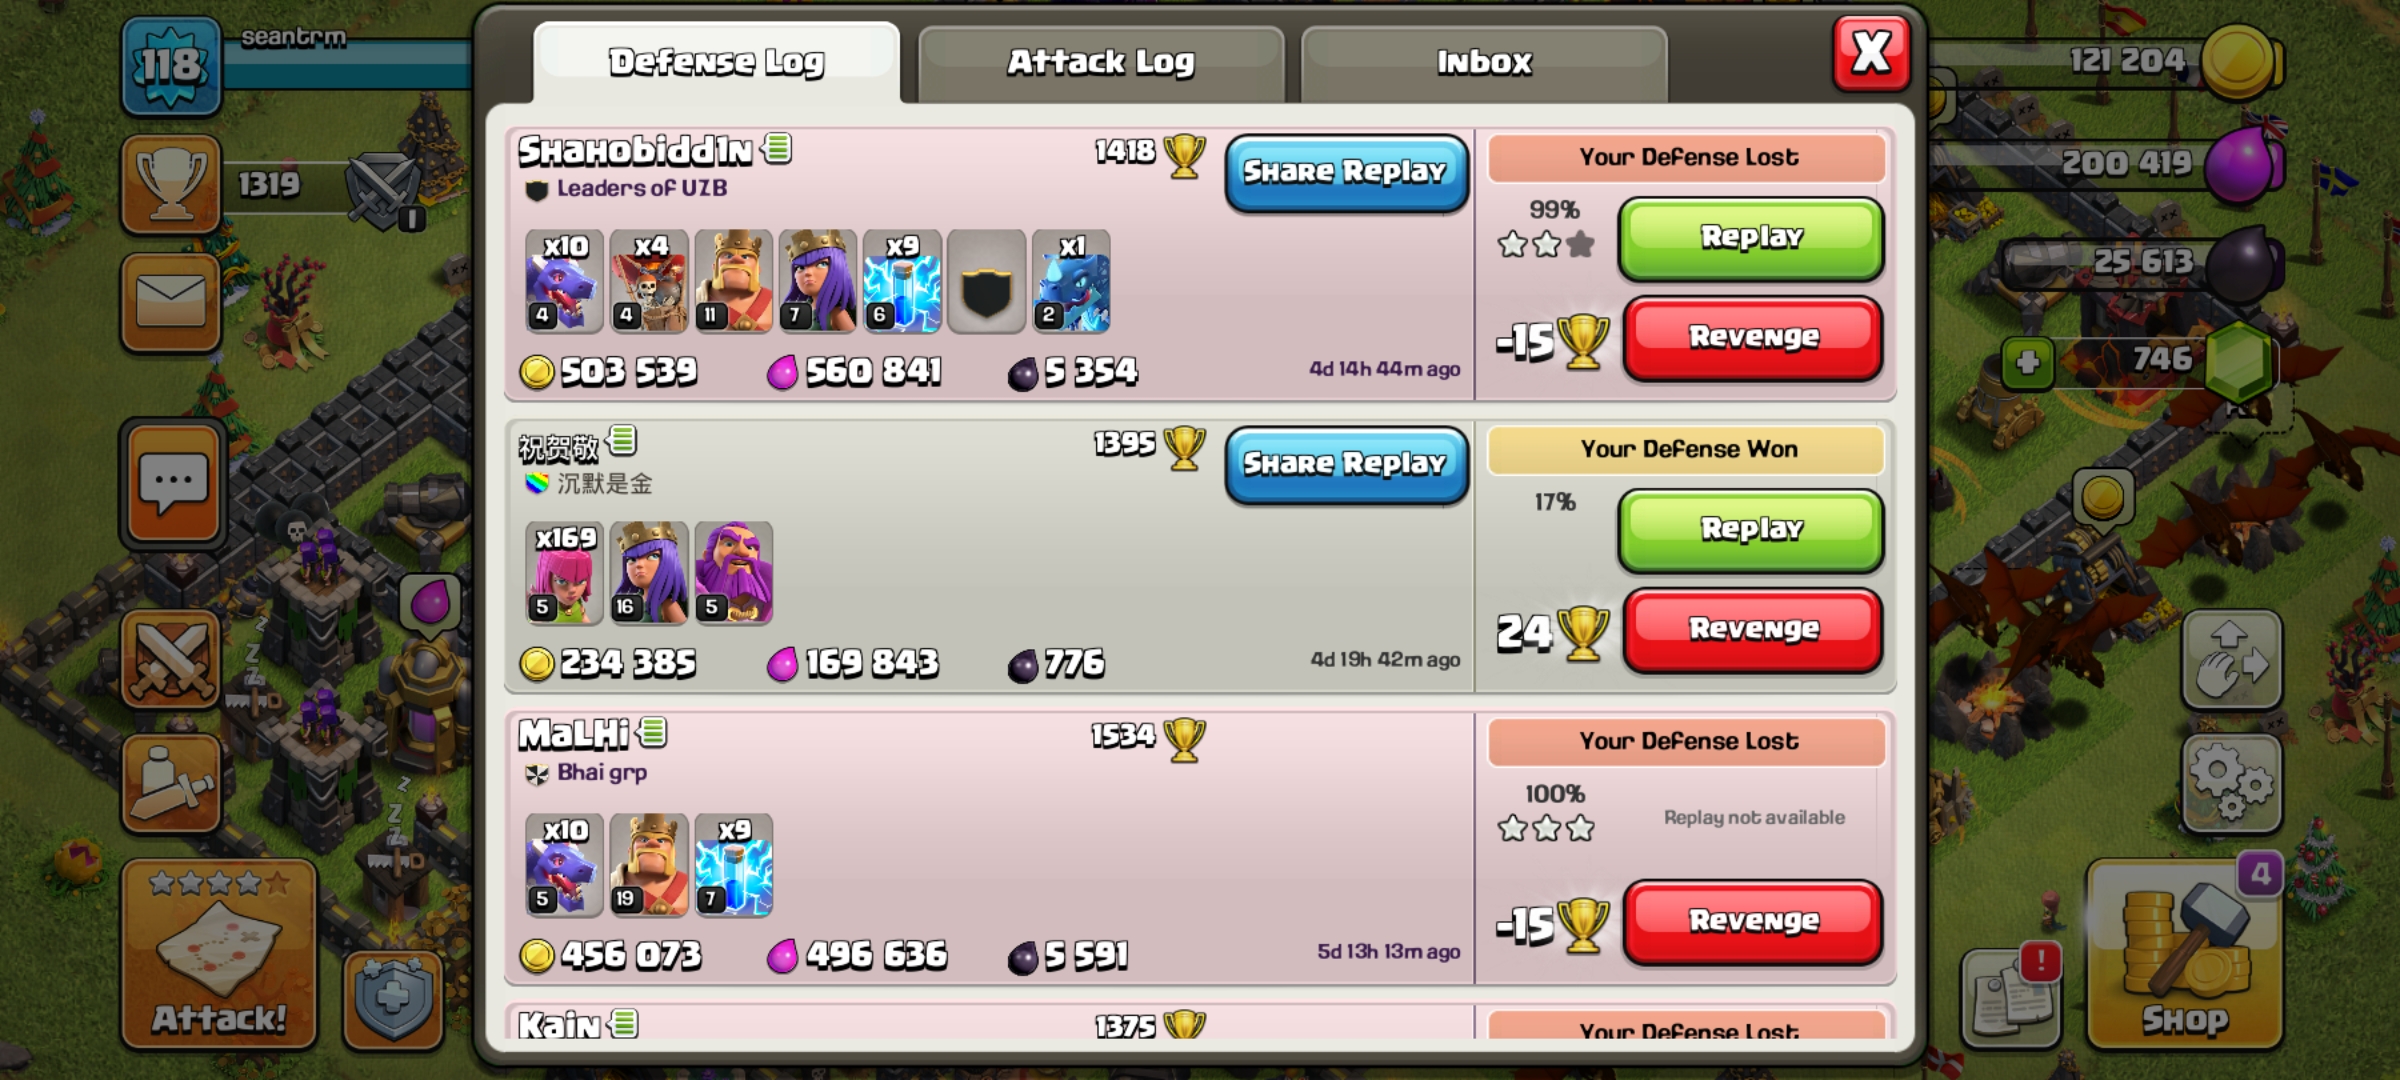 118
seantrm
1319
I
Attack!
Defense Log
Attack Log
Inbox
X
Shahobidd1n
Leaders of UZB
1418
Share Replay
x10 x4 x9 x1
4 4 11 7 6 2
503 539
560 841
5 354
4d 14h 44m ago
Your Defense Lost
99%
Replay
-15
Revenge
祝贺敬
沉默是金
1395
Share Replay
x169
5 16 5
234 385
169 843
776
4d 19h 42m ago
Your Defense Won
17%
Replay
24
Revenge
MaLHi
Bhai grp
1534
x10 x9
5 19 7
456 073
496 636
5 591
5d 13h 13m ago
Your Defense Lost
100%
Replay not available
-15
Revenge
Kain
1375
Your Defense Lost
121 204
200 419
25 613
746
4
!
Shop